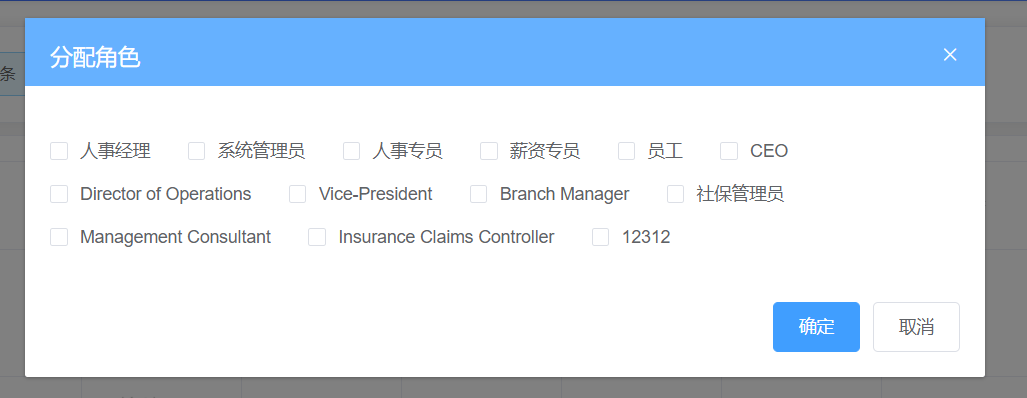 分配角色
条
人事经理 系统管理员 人事专员 薪资专员 员工 CEO
Director of Operations Vice-President Branch Manager 社保管理员
Management Consultant Insurance Claims Controller 12312
确定 取消